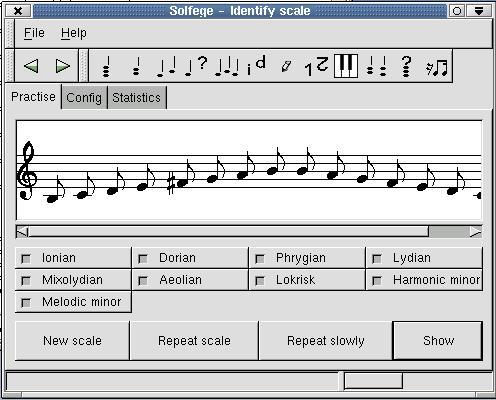 Solfege - Identify scale
File Help
Practise Config Statistics
Ionian Dorian Phrygian Lydian
Mixolydian Aeolian Lokrisk Harmonic minor
Melodic minor
New scale Repeat scale Repeat slowly Show